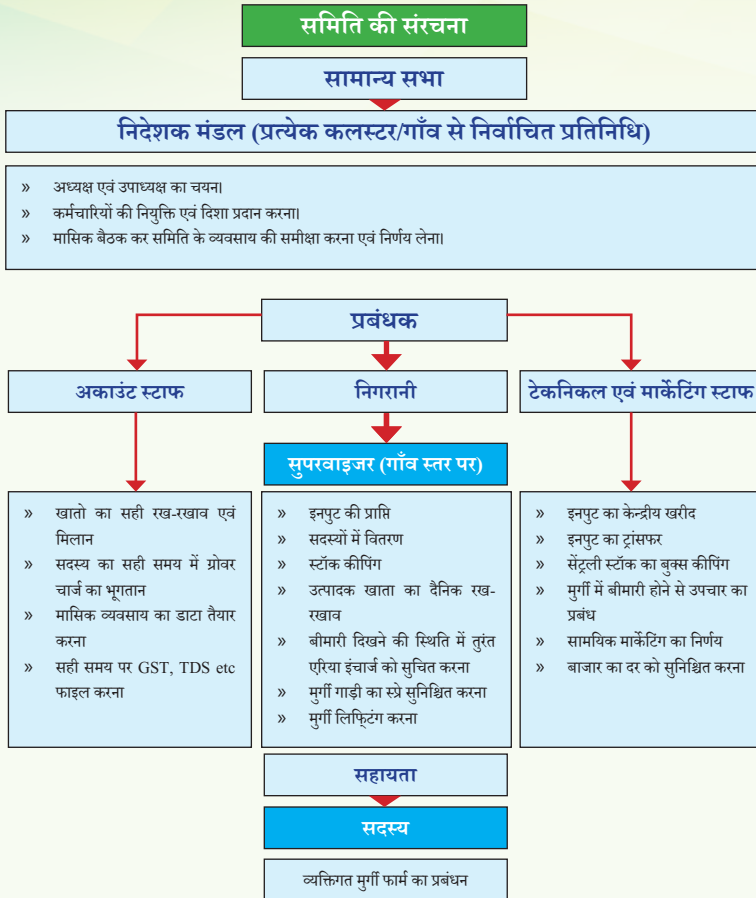 समिति की संरचना
सामान्य सभा
निदेशक मंडल (प्रत्येक कलस्टर/गाँव से निर्वाचित प्रतिनिधि)
» अध्यक्ष एवं उपाध्यक्ष का चयन।
» कर्मचारियों की नियुक्ति एवं दिशा प्रदान करना।
» मासिक बैठक कर समिति के व्यवसाय की समीक्षा करना एवं निर्णय लेना।
प्रबंधक
अकाउंट स्टाफ
निगरानी
टेकनिकल एवं मार्केटिंग स्टाफ
सुपरवाइजर (गाँव स्तर पर)
» खातो का सही रख-रखाव एवं
मिलान
» सदस्य का सही समय में ग्रोवर
चार्ज का भूगतान
» मासिक व्यवसाय का डाटा तैयार
करना
» सही समय पर GST, TDS etc
फाइल करना
» इनपुट की प्राप्ति
» सदस्यों में वितरण
» स्टॉक कीपिंग
» उत्पादक खाता का दैनिक रख-
रखाव
» बीमारी दिखने की स्थिति में तुरंत
एरिया इंचार्ज को सुचित करना
» मुर्गी गाड़ी का स्प्रे सुनिश्चित करना
» मुर्गी लिफ्टिंग करना
» इनपुट का केन्द्रीय खरीद
» इनपुट का ट्रांसफर
» सेंट्रली स्टॉक का बुक्स कीपिंग
» मुर्गी में बीमारी होने से उपचार का
प्रबंध
» सामयिक मार्केटिंग का निर्णय
» बाजार का दर को सुनिश्चित करना
सहायता
सदस्य
व्यक्तिगत मुर्गी फार्म का प्रबंधन